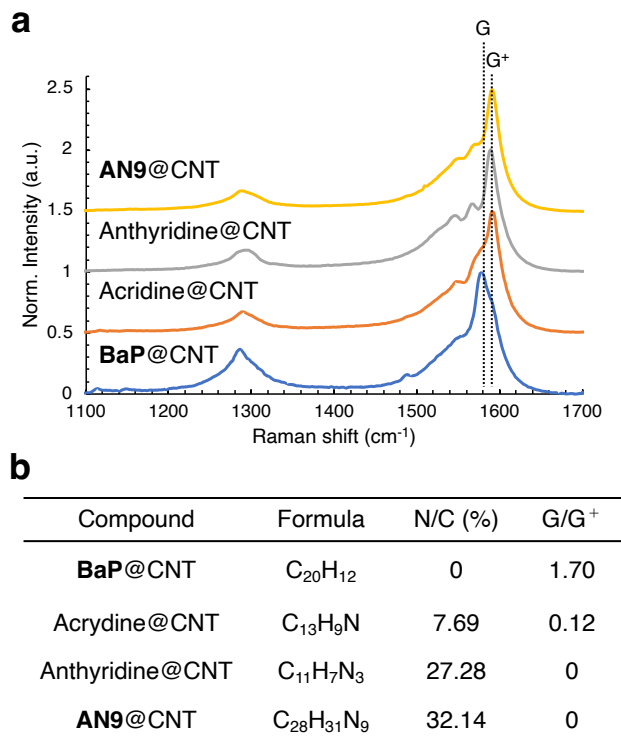 a
G
G⁺
2.5
2
1.5
1
0.5
0
Norm. Intensity (a.u.)
AN9@CNT
Anthyridine@CNT
Acridine@CNT
BaP@CNT
1100 1200 1300 1400 1500 1600 1700
Raman shift (cm⁻¹)
b
Compound Formula N/C (%) G/G⁺
BaP@CNT C₂₀H₁₂ 0 1.70
Acrydine@CNT C₁₃H₉N 7.69 0.12
Anthyridine@CNT C₁₁H₇N₃ 27.28 0
AN9@CNT C₂₈H₃₁N₉ 32.14 0